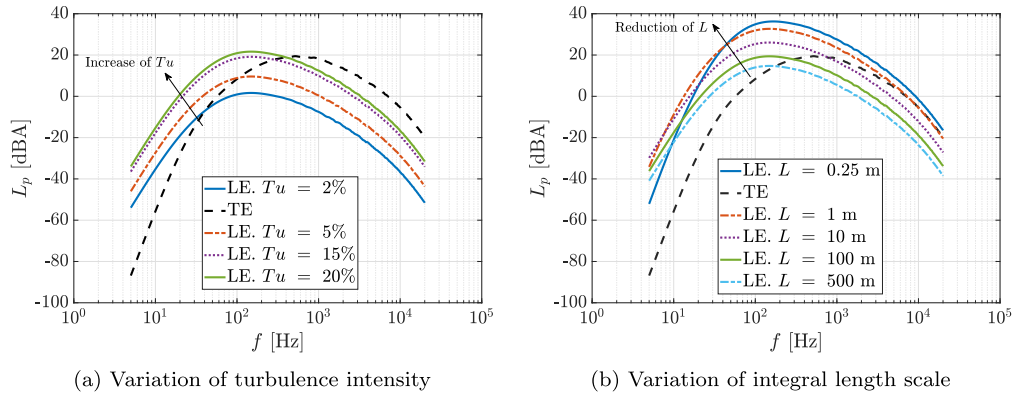 40
20
0
-20
-40
-60
-80
-100
L_p [dBA]
Increase of Tu
LE. Tu = 2%
TE
LE. Tu = 5%
LE. Tu = 15%
LE. Tu = 20%
10^0 10^1 10^2 10^3 10^4 10^5
f [Hz]
(a) Variation of turbulence intensity
40
20
0
-20
-40
-60
-80
-100
L_p [dBA]
Reduction of L
LE. L = 0.25 m
TE
LE. L = 1 m
LE. L = 10 m
LE. L = 100 m
LE. L = 500 m
10^0 10^1 10^2 10^3 10^4 10^5
f [Hz]
(b) Variation of integral length scale